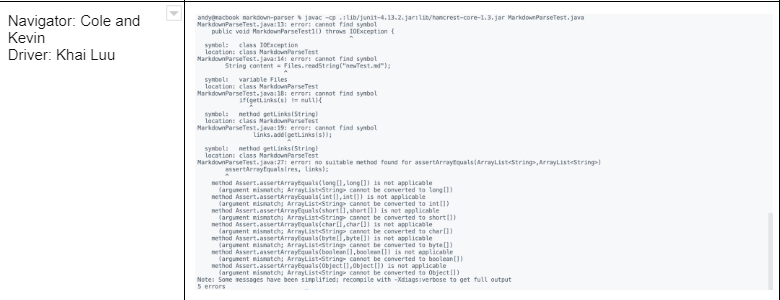 Navigator: Cole and
Kevin
Driver: Khai Luu
andy@macbook markdown-parser % javac -cp .:lib/junit-4.13.2.jar:lib/hamcrest-core-1.3.jar MarkdownParseTest.java
MarkdownParseTest.java:13: error: cannot find symbol
public void MarkdownParseTest1() throws IOException {
^
symbol: class IOException
location: class MarkdownParseTest
MarkdownParseTest.java:14: error: cannot find symbol
String content = Files.readString("newTest.md");
^
symbol: variable Files
location: class MarkdownParseTest
MarkdownParseTest.java:18: error: cannot find symbol
if(getLinks(s) != null){
^
symbol: method getLinks(String)
location: class MarkdownParseTest
MarkdownParseTest.java:19: error: cannot find symbol
links.add(getLinks(s));
^
symbol: method getLinks(String)
location: class MarkdownParseTest
MarkdownParseTest.java:27: error: no suitable method found for assertArrayEquals(ArrayList<String>,ArrayList<String>)
assertArrayEquals(res, links);
^
method Assert.assertArrayEquals(long[],long[]) is not applicable
(argument mismatch; ArrayList<String> cannot be converted to long[])
method Assert.assertArrayEquals(int[],int[]) is not applicable
(argument mismatch; ArrayList<String> cannot be converted to int[])
method Assert.assertArrayEquals(short[],short[]) is not applicable
(argument mismatch; ArrayList<String> cannot be converted to short[])
method Assert.assertArrayEquals(char[],char[]) is not applicable
(argument mismatch; ArrayList<String> cannot be converted to char[])
method Assert.assertArrayEquals(byte[],byte[]) is not applicable
(argument mismatch; ArrayList<String> cannot be converted to byte[])
method Assert.assertArrayEquals(boolean[],boolean[]) is not applicable
(argument mismatch; ArrayList<String> cannot be converted to boolean[])
method Assert.assertArrayEquals(Object[],Object[]) is not applicable
(argument mismatch; ArrayList<String> cannot be converted to Object[])
Note: Some messages have been simplified; recompile with -Xdiags:verbose to get full output
5 errors